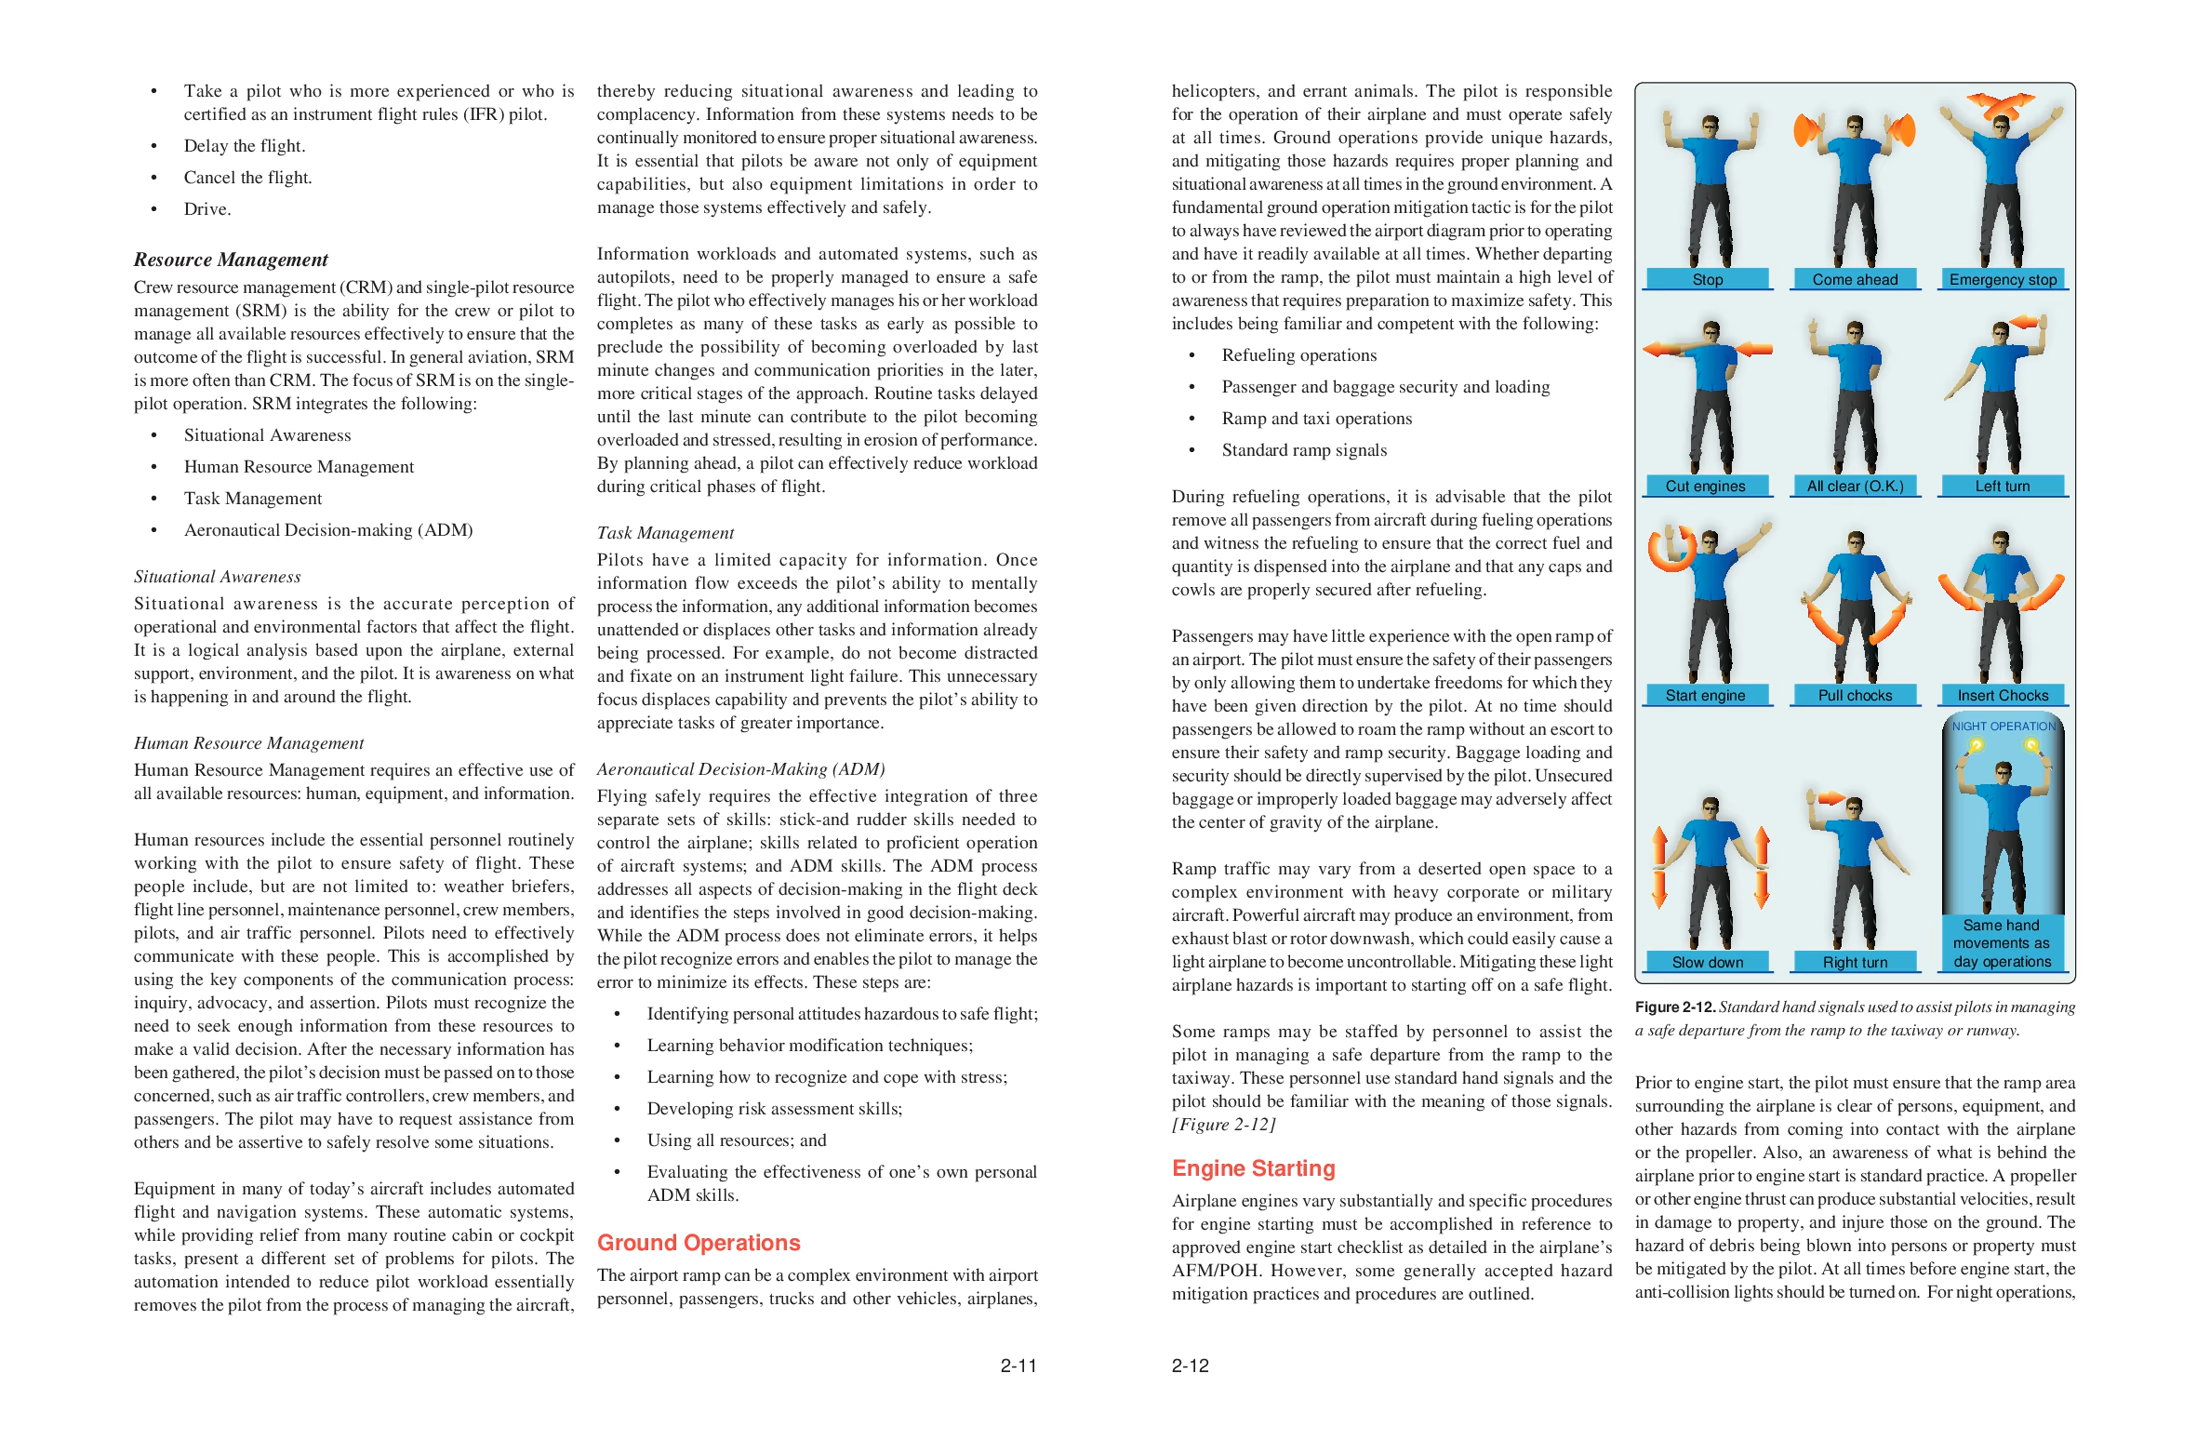 • Take a pilot who is more experienced or who is
certified as an instrument flight rules (IFR) pilot.
• Delay the flight.
• Cancel the flight.
• Drive.
Resource Management
Crew resource management (CRM) and single-pilot resource
management (SRM) is the ability for the crew or pilot to
manage all available resources effectively to ensure that the
outcome of the flight is successful. In general aviation, SRM
is more often than CRM. The focus of SRM is on the single-
pilot operation. SRM integrates the following:
• Situational Awareness
• Human Resource Management
• Task Management
• Aeronautical Decision-making (ADM)
Situational Awareness
Situational awareness is the accurate perception of
operational and environmental factors that affect the flight.
It is a logical analysis based upon the airplane, external
support, environment, and the pilot. It is awareness on what
is happening in and around the flight.
Human Resource Management
Human Resource Management requires an effective use of
all available resources: human, equipment, and information.
Human resources include the essential personnel routinely
working with the pilot to ensure safety of flight. These
people include, but are not limited to: weather briefers,
flight line personnel, maintenance personnel, crew members,
pilots, and air traffic personnel. Pilots need to effectively
communicate with these people. This is accomplished by
using the key components of the communication process:
inquiry, advocacy, and assertion. Pilots must recognize the
need to seek enough information from these resources to
make a valid decision. After the necessary information has
been gathered, the pilot's decision must be passed on to those
concerned, such as air traffic controllers, crew members, and
passengers. The pilot may have to request assistance from
others and be assertive to safely resolve some situations.
Equipment in many of today's aircraft includes automated
flight and navigation systems. These automatic systems,
while providing relief from many routine cabin or cockpit
tasks, present a different set of problems for pilots. The
automation intended to reduce pilot workload essentially
removes the pilot from the process of managing the aircraft,
thereby reducing situational awareness and leading to
complacency. Information from these systems needs to be
continually monitored to ensure proper situational awareness.
It is essential that pilots be aware not only of equipment
capabilities, but also equipment limitations in order to
manage those systems effectively and safely.
Information workloads and automated systems, such as
autopilots, need to be properly managed to ensure a safe
flight. The pilot who effectively manages his or her workload
completes as many of these tasks as early as possible to
preclude the possibility of becoming overloaded by last
minute changes and communication priorities in the later,
more critical stages of the approach. Routine tasks delayed
until the last minute can contribute to the pilot becoming
overloaded and stressed, resulting in erosion of performance.
By planning ahead, a pilot can effectively reduce workload
during critical phases of flight.
Task Management
Pilots have a limited capacity for information. Once
information flow exceeds the pilot's ability to mentally
process the information, any additional information becomes
unattended or displaces other tasks and information already
being processed. For example, do not become distracted
and fixate on an instrument light failure. This unnecessary
focus displaces capability and prevents the pilot's ability to
appreciate tasks of greater importance.
Aeronautical Decision-Making (ADM)
Flying safely requires the effective integration of three
separate sets of skills: stick-and rudder skills needed to
control the airplane; skills related to proficient operation
of aircraft systems; and ADM skills. The ADM process
addresses all aspects of decision-making in the flight deck
and identifies the steps involved in good decision-making.
While the ADM process does not eliminate errors, it helps
the pilot recognize errors and enables the pilot to manage the
error to minimize its effects. These steps are:
• Identifying personal attitudes hazardous to safe flight;
• Learning behavior modification techniques;
• Learning how to recognize and cope with stress;
• Developing risk assessment skills;
• Using all resources; and
• Evaluating the effectiveness of one's own personal
ADM skills.
Ground Operations
The airport ramp can be a complex environment with airport
personnel, passengers, trucks and other vehicles, airplanes,
2-11
helicopters, and errant animals. The pilot is responsible
for the operation of their airplane and must operate safely
at all times. Ground operations provide unique hazards,
and mitigating those hazards requires proper planning and
situational awareness at all times in the ground environment. A
fundamental ground operation mitigation tactic is for the pilot
to always have reviewed the airport diagram prior to operating
and have it readily available at all times. Whether departing
to or from the ramp, the pilot must maintain a high level of
awareness that requires preparation to maximize safety. This
includes being familiar and competent with the following:
• Refueling operations
• Passenger and baggage security and loading
• Ramp and taxi operations
• Standard ramp signals
During refueling operations, it is advisable that the pilot
remove all passengers from aircraft during fueling operations
and witness the refueling to ensure that the correct fuel and
quantity is dispensed into the airplane and that any caps and
cowls are properly secured after refueling.
Passengers may have little experience with the open ramp of
an airport. The pilot must ensure the safety of their passengers
by only allowing them to undertake freedoms for which they
have been given direction by the pilot. At no time should
passengers be allowed to roam the ramp without an escort to
ensure their safety and ramp security. Baggage loading and
security should be directly supervised by the pilot. Unsecured
baggage or improperly loaded baggage may adversely affect
the center of gravity of the airplane.
Ramp traffic may vary from a deserted open space to a
complex environment with heavy corporate or military
aircraft. Powerful aircraft may produce an environment, from
exhaust blast or rotor downwash, which could easily cause a
light airplane to become uncontrollable. Mitigating these light
airplane hazards is important to starting off on a safe flight.
Some ramps may be staffed by personnel to assist the
pilot in managing a safe departure from the ramp to the
taxiway. These personnel use standard hand signals and the
pilot should be familiar with the meaning of those signals.
[Figure 2-12]
Engine Starting
Airplane engines vary substantially and specific procedures
for engine starting must be accomplished in reference to
approved engine start checklist as detailed in the airplane's
AFM/POH. However, some generally accepted hazard
mitigation practices and procedures are outlined.
Stop
Come ahead
Emergency stop
Cut engines
All clear (O.K.)
Left turn
Start engine
Pull chocks
Insert Chocks
NIGHT OPERATION
Slow down
Right turn
Same hand
movements as
day operations
Figure 2-12. Standard hand signals used to assist pilots in managing
a safe departure from the ramp to the taxiway or runway.
Prior to engine start, the pilot must ensure that the ramp area
surrounding the airplane is clear of persons, equipment, and
other hazards from coming into contact with the airplane
or the propeller. Also, an awareness of what is behind the
airplane prior to engine start is standard practice. A propeller
or other engine thrust can produce substantial velocities, result
in damage to property, and injure those on the ground. The
hazard of debris being blown into persons or property must
be mitigated by the pilot. At all times before engine start, the
anti-collision lights should be turned on. For night operations,
2-12